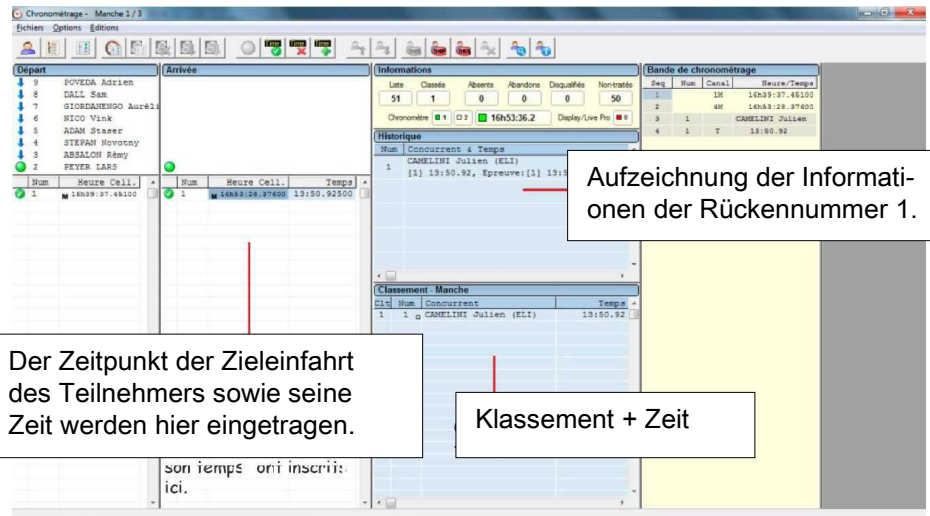 Chronométrage - Manche 1 / 3
Fichiers Options Editions
Départ
9 POVEDA Adrien
8 DALL Sam
7 GIORDANENGO Auréli
6 NICO Vink
5 ADAM Staser
4 STEPAN Novotny
3 ABSALON Rémy
2 PEYER LARS
Num Heure Cell.
1 M 16h39:37.45100
Arrivée
Num Heure Cell. Temps
1 M 16h53:28.37600 13:50.92500
Informations
Liste Classés Absents Abandons Disqualifiés Non-traités
51 1 0 0 0 50
Chronomètre 1 2 16h53:36.2 Display/Live Pro 0
Historique
Num Concurrent & Temps
1 CAMELINI Julien (ELI)
[1] 13:50.92, Epreuve:[1] 13:5
Classement - Manche
Clt Num Concurrent Temps
1 1 CAMELINI Julien (ELI) 13:50.92
Bande de chronométrage
Seq Num Canal Heure/Temps
1 1M 16h39:37.45100
2 4M 16h53:28.37600
3 1 CAMELINI Julien
4 1 T 13:50.92
Aufzeichnung der Informati-
onen der Rückennummer 1.
Der Zeitpunkt der Zieleinfahrt
des Teilnehmers sowie seine
Zeit werden hier eingetragen.
Klassement + Zeit
son temps ont inscrits
ici.